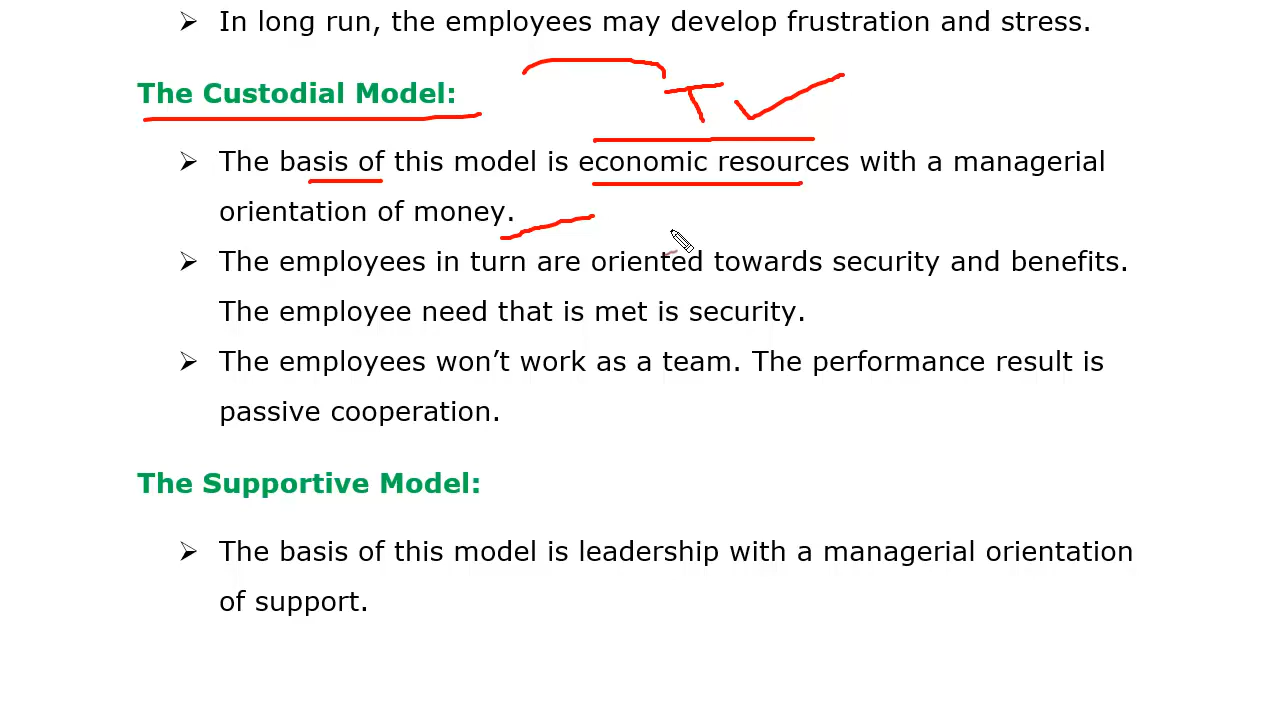 ➢ In long run, the employees may develop frustration and stress.
The Custodial Model:
➢ The basis of this model is economic resources with a managerial
orientation of money.
➢ The employees in turn are oriented towards security and benefits.
The employee need that is met is security.
➢ The employees won’t work as a team. The performance result is
passive cooperation.
The Supportive Model:
➢ The basis of this model is leadership with a managerial orientation
of support.